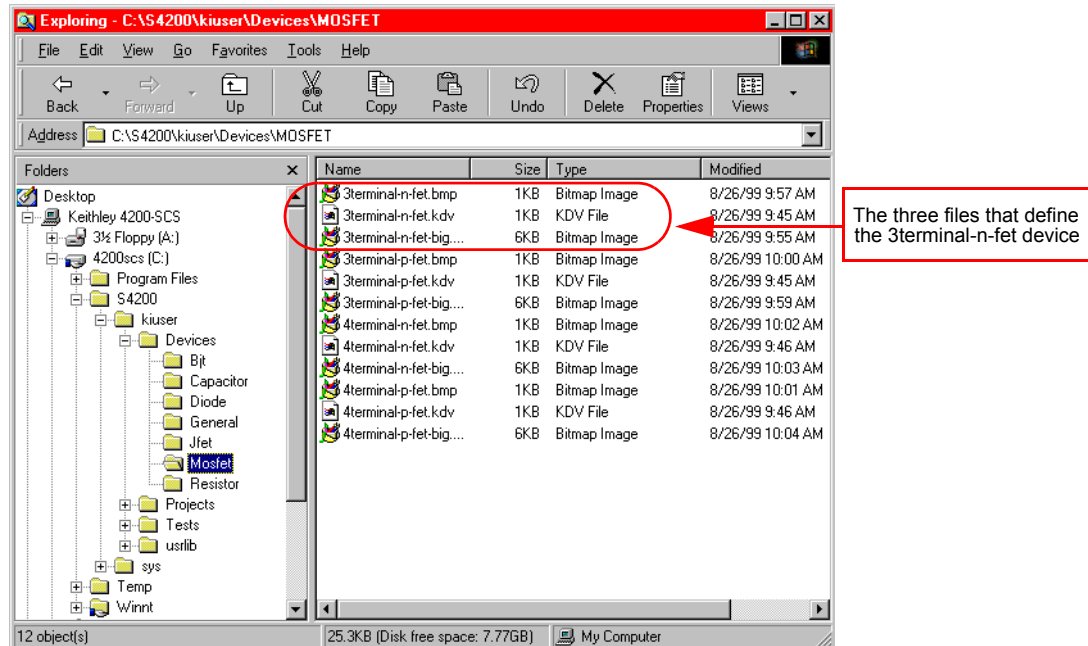 Exploring - C:\S4200\kiuser\Devices\MOSFET
File Edit View Go Favorites Tools Help
Back Forward Up Cut Copy Paste Undo Delete Properties Views
Address C:\S4200\kiuser\Devices\MOSFET
Folders
Name Size Type Modified
Desktop
Keithley 4200-SCS
3½ Floppy (A:)
4200scs (C:)
Program Files
S4200
kiuser
Devices
Bjt
Capacitor
Diode
General
Jfet
Mosfet
Resistor
Projects
Tests
usrlib
sys
Temp
Winnt
3terminal-n-fet.bmp 1KB Bitmap Image 8/26/99 9:57 AM
3terminal-n-fet.kdv 1KB KDV File 8/26/99 9:45 AM
3terminal-n-fet-big.... 6KB Bitmap Image 8/26/99 9:55 AM
3terminal-p-fet.bmp 1KB Bitmap Image 8/26/99 10:00 AM
3terminal-p-fet.kdv 1KB KDV File 8/26/99 9:45 AM
3terminal-p-fet-big.... 6KB Bitmap Image 8/26/99 9:59 AM
4terminal-n-fet.bmp 1KB Bitmap Image 8/26/99 10:02 AM
4terminal-n-fet.kdv 1KB KDV File 8/26/99 9:46 AM
4terminal-n-fet-big.... 6KB Bitmap Image 8/26/99 10:03 AM
4terminal-p-fet.bmp 1KB Bitmap Image 8/26/99 10:01 AM
4terminal-p-fet.kdv 1KB KDV File 8/26/99 9:46 AM
4terminal-p-fet-big.... 6KB Bitmap Image 8/26/99 10:04 AM
The three files that define
the 3terminal-n-fet device
12 object(s) 25.3KB (Disk free space: 7.77GB) My Computer